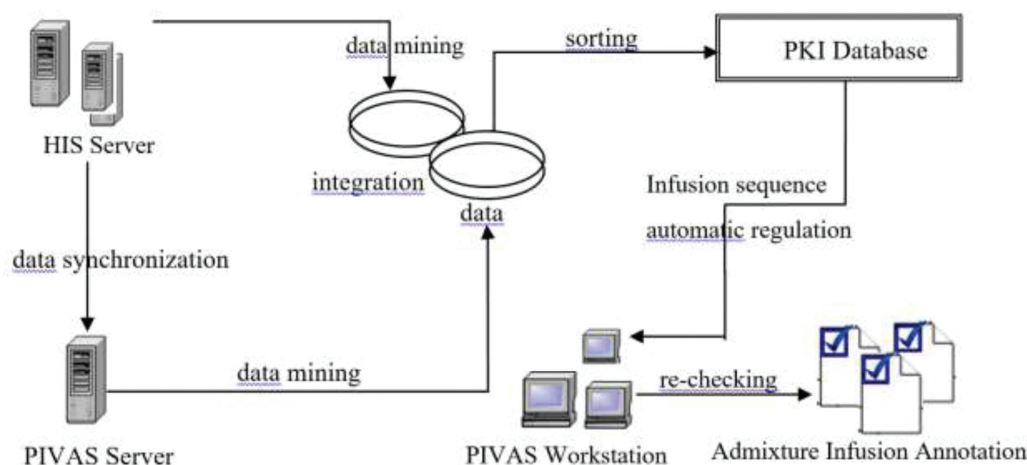 data mining
sorting
PKI Database
HIS Server
integration
data
Infusion sequence
automatic regulation
data synchronization
data mining
re-checking
PIVAS Server
PIVAS Workstation
Admixture Infusion Annotation